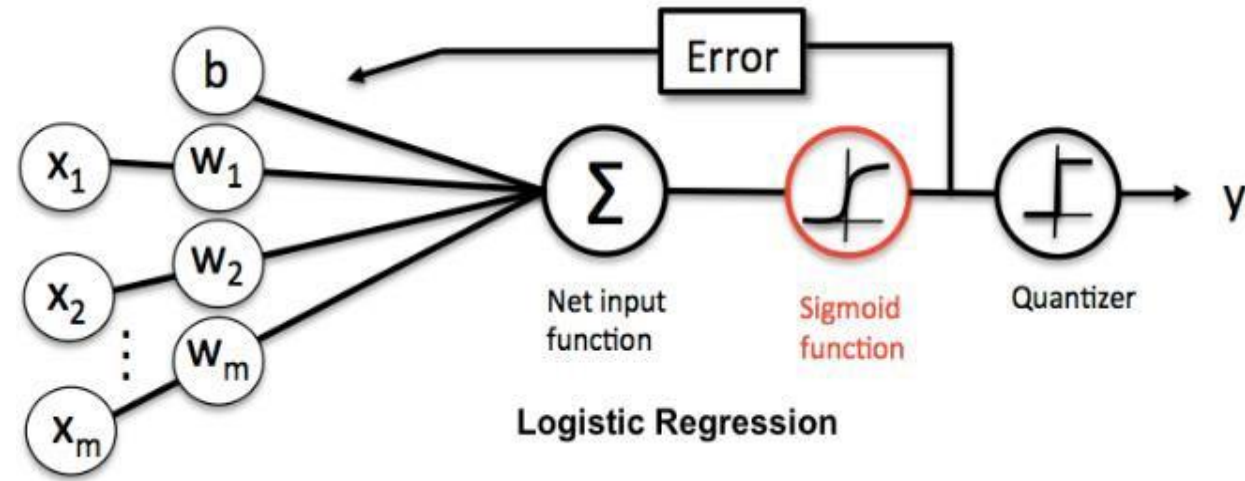 b
Error
x₁
w₁
Σ
y
w₂
x₂
⋮
wₘ
xₘ
Net input
function
Sigmoid
function
Quantizer
Logistic Regression